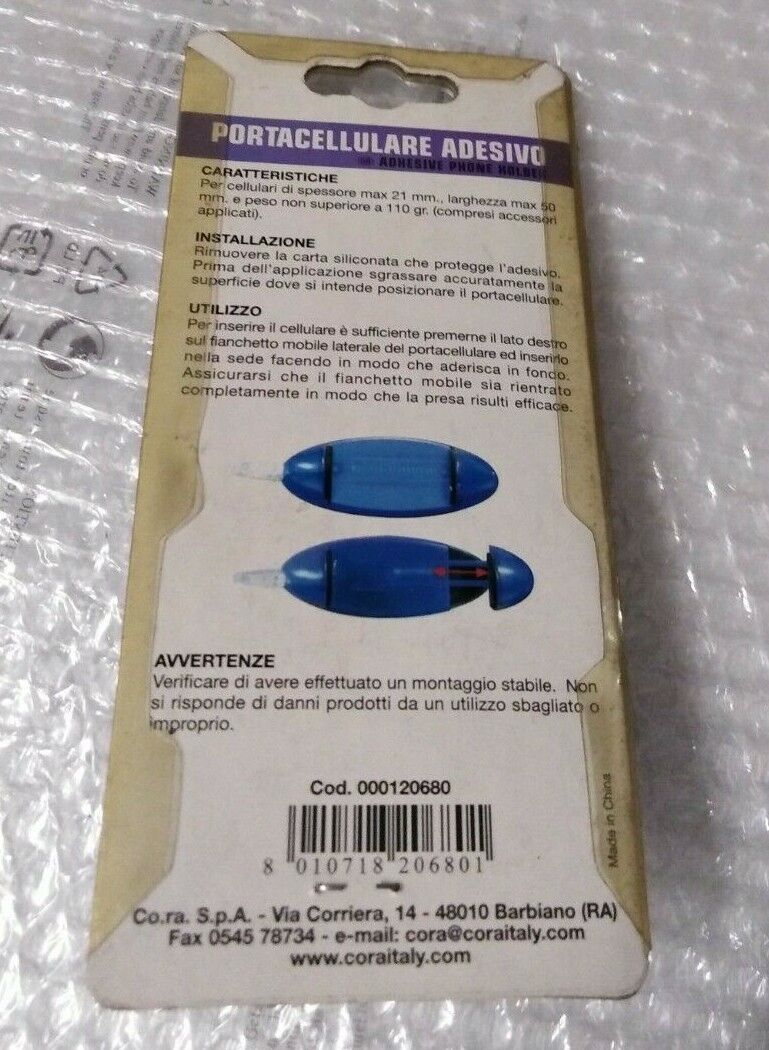 PORTACELLULARE ADESIVO
GB ADHESIVE PHONE HOLDER
CARATTERISTICHE
Per cellulari di spessore max 21 mm., larghezza max 50
mm. e peso non superiore a 110 gr. (compresi accessori
applicati).
INSTALLAZIONE
Rimuovere la carta siliconata che protegge l'adesivo.
Prima dell'applicazione sgrassare accuratamente la
superficie dove si intende posizionare il portacellulare.
UTILIZZO
Per inserire il cellulare è sufficiente premerne il lato destro
sul fianchetto mobile laterale del portacellulare ed inserirlo
nella sede facendo in modo che aderisca in fondo.
Assicurarsi che il fianchetto mobile sia rientrato
completamente in modo che la presa risulti efficace.
AVVERTENZE
Verificare di avere effettuato un montaggio stabile. Non
si risponde di danni prodotti da un utilizzo sbagliato o
improprio.
Made in China
Cod. 000120680
8 010718 206801
Co.ra. S.p.A. - Via Corriera, 14 - 48010 Barbiano (RA)
Fax 0545 78734 - e-mail: cora@coraitaly.com
www.coraitaly.com